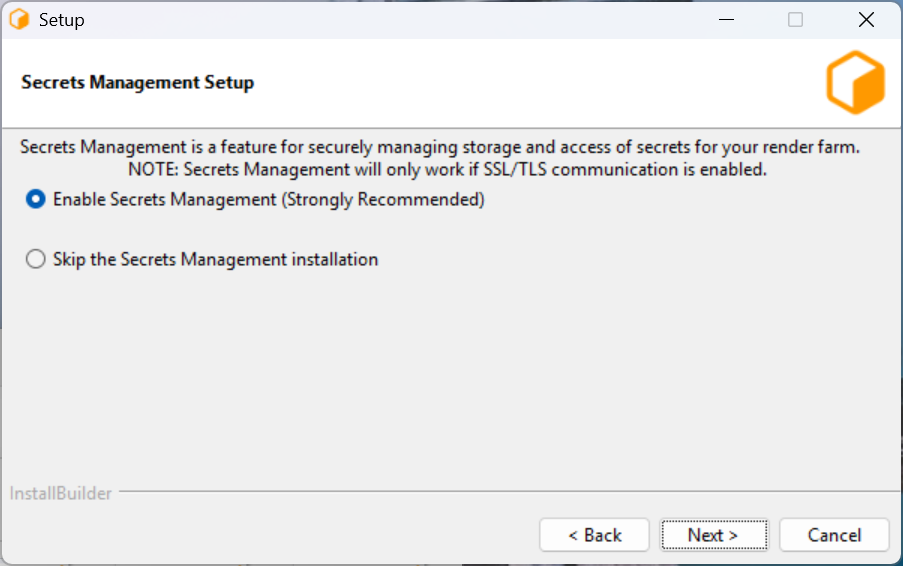 Setup
Secrets Management Setup
Secrets Management is a feature for securely managing storage and access of secrets for your render farm.
NOTE: Secrets Management will only work if SSL/TLS communication is enabled.
Enable Secrets Management (Strongly Recommended)
Skip the Secrets Management installation
InstallBuilder
< Back
Next >
Cancel